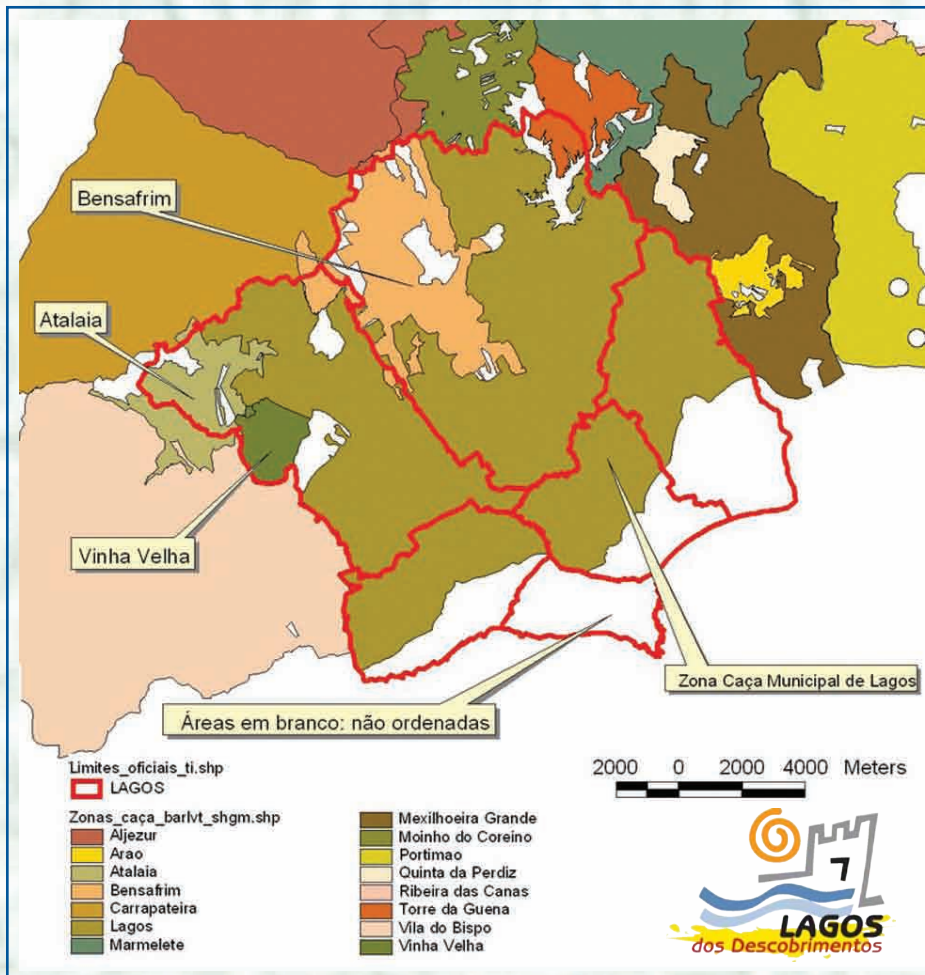 Bensafrim
Atalaia
Vinha Velha
Zona Caça Municipal de Lagos
Áreas em branco: não ordenadas
Limites_oficiais_ti.shp
LAGOS
Zonas_caça_barlvt_shgm.shp
Aljezur
Arao
Atalaia
Bensafrim
Carrapateira
Lagos
Marmelete
Mexilhoeira Grande
Moinho do Coreino
Portimao
Quinta da Perdiz
Ribeira das Canas
Torre da Guena
Vila do Bispo
Vinha Velha
2000 0 2000 4000 Meters
LAGOS
dos Descobrimentos